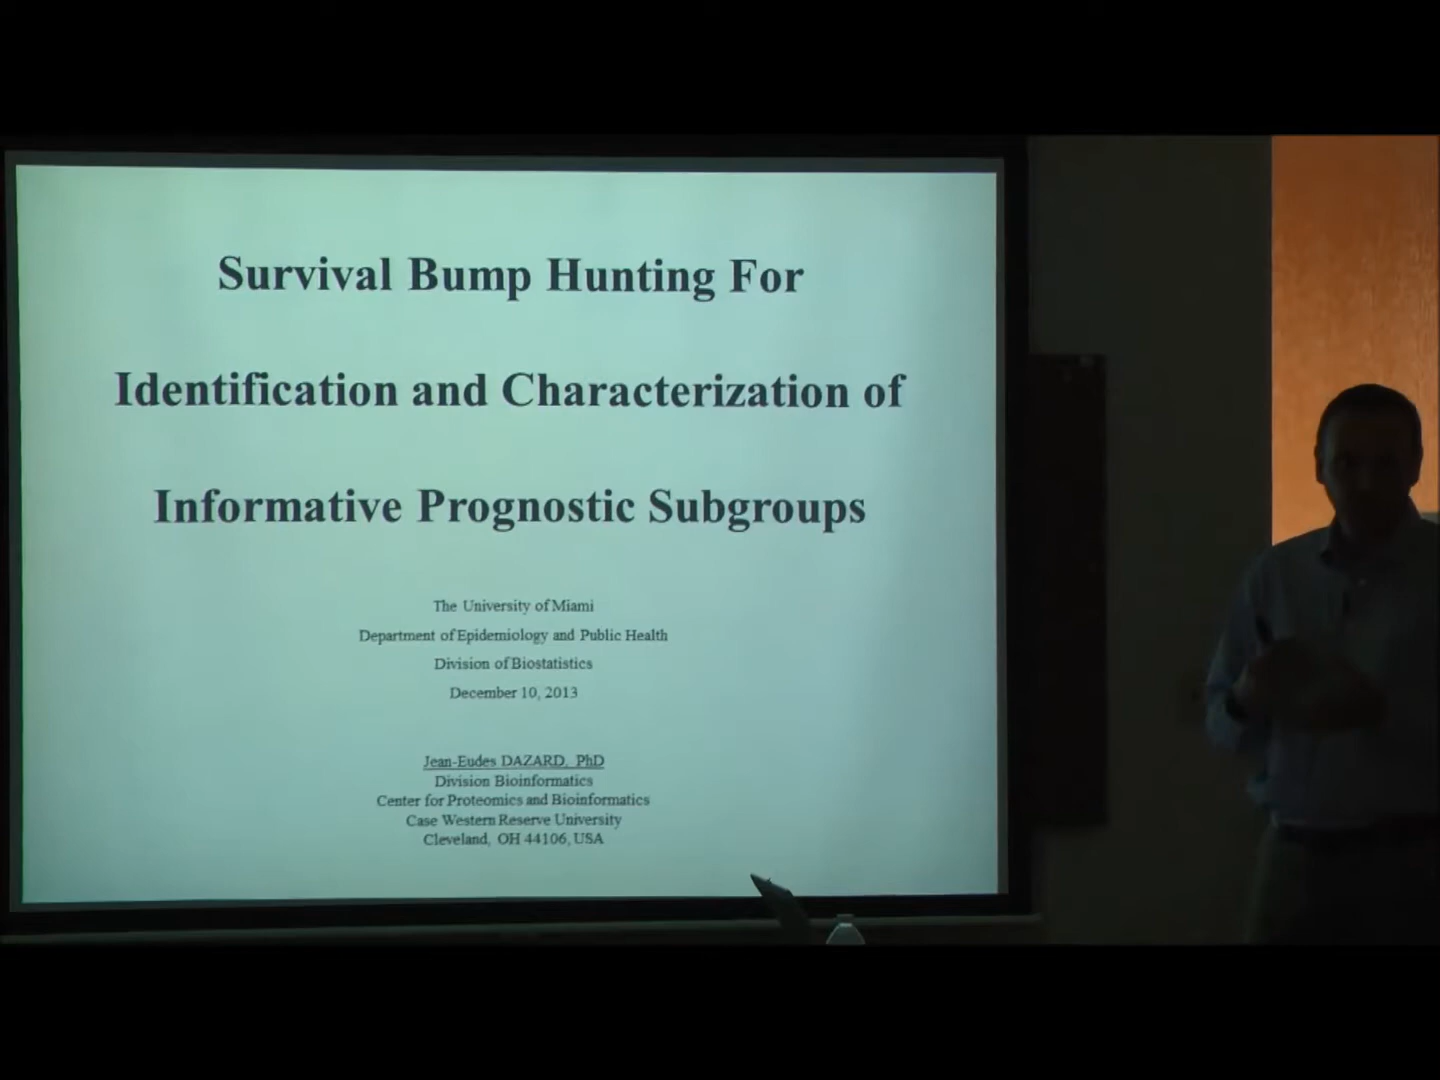 Survival Bump Hunting For
Identification and Characterization of
Informative Prognostic Subgroups
The University of Miami
Department of Epidemiology and Public Health
Division of Biostatistics
December 10, 2013
Jean-Eudes DAZARD, PhD
Division Bioinformatics
Center for Proteomics and Bioinformatics
Case Western Reserve University
Cleveland, OH 44106, USA